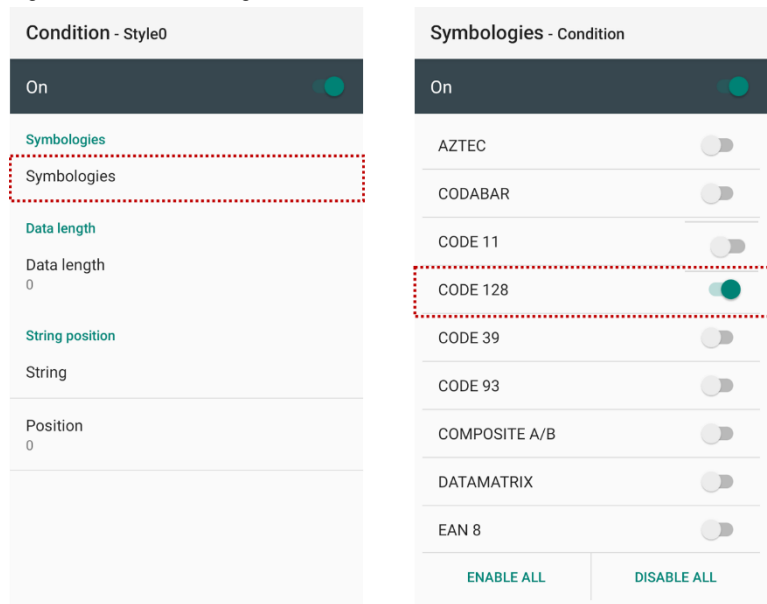 Condition - Style0
On
Symbologies
Symbologies
Data length
Data length
0
String position
String
Position
0
Symbologies - Condition
On
AZTEC
CODABAR
CODE 11
CODE 128
CODE 39
CODE 93
COMPOSITE A/B
DATAMATRIX
EAN 8
ENABLE ALL
DISABLE ALL